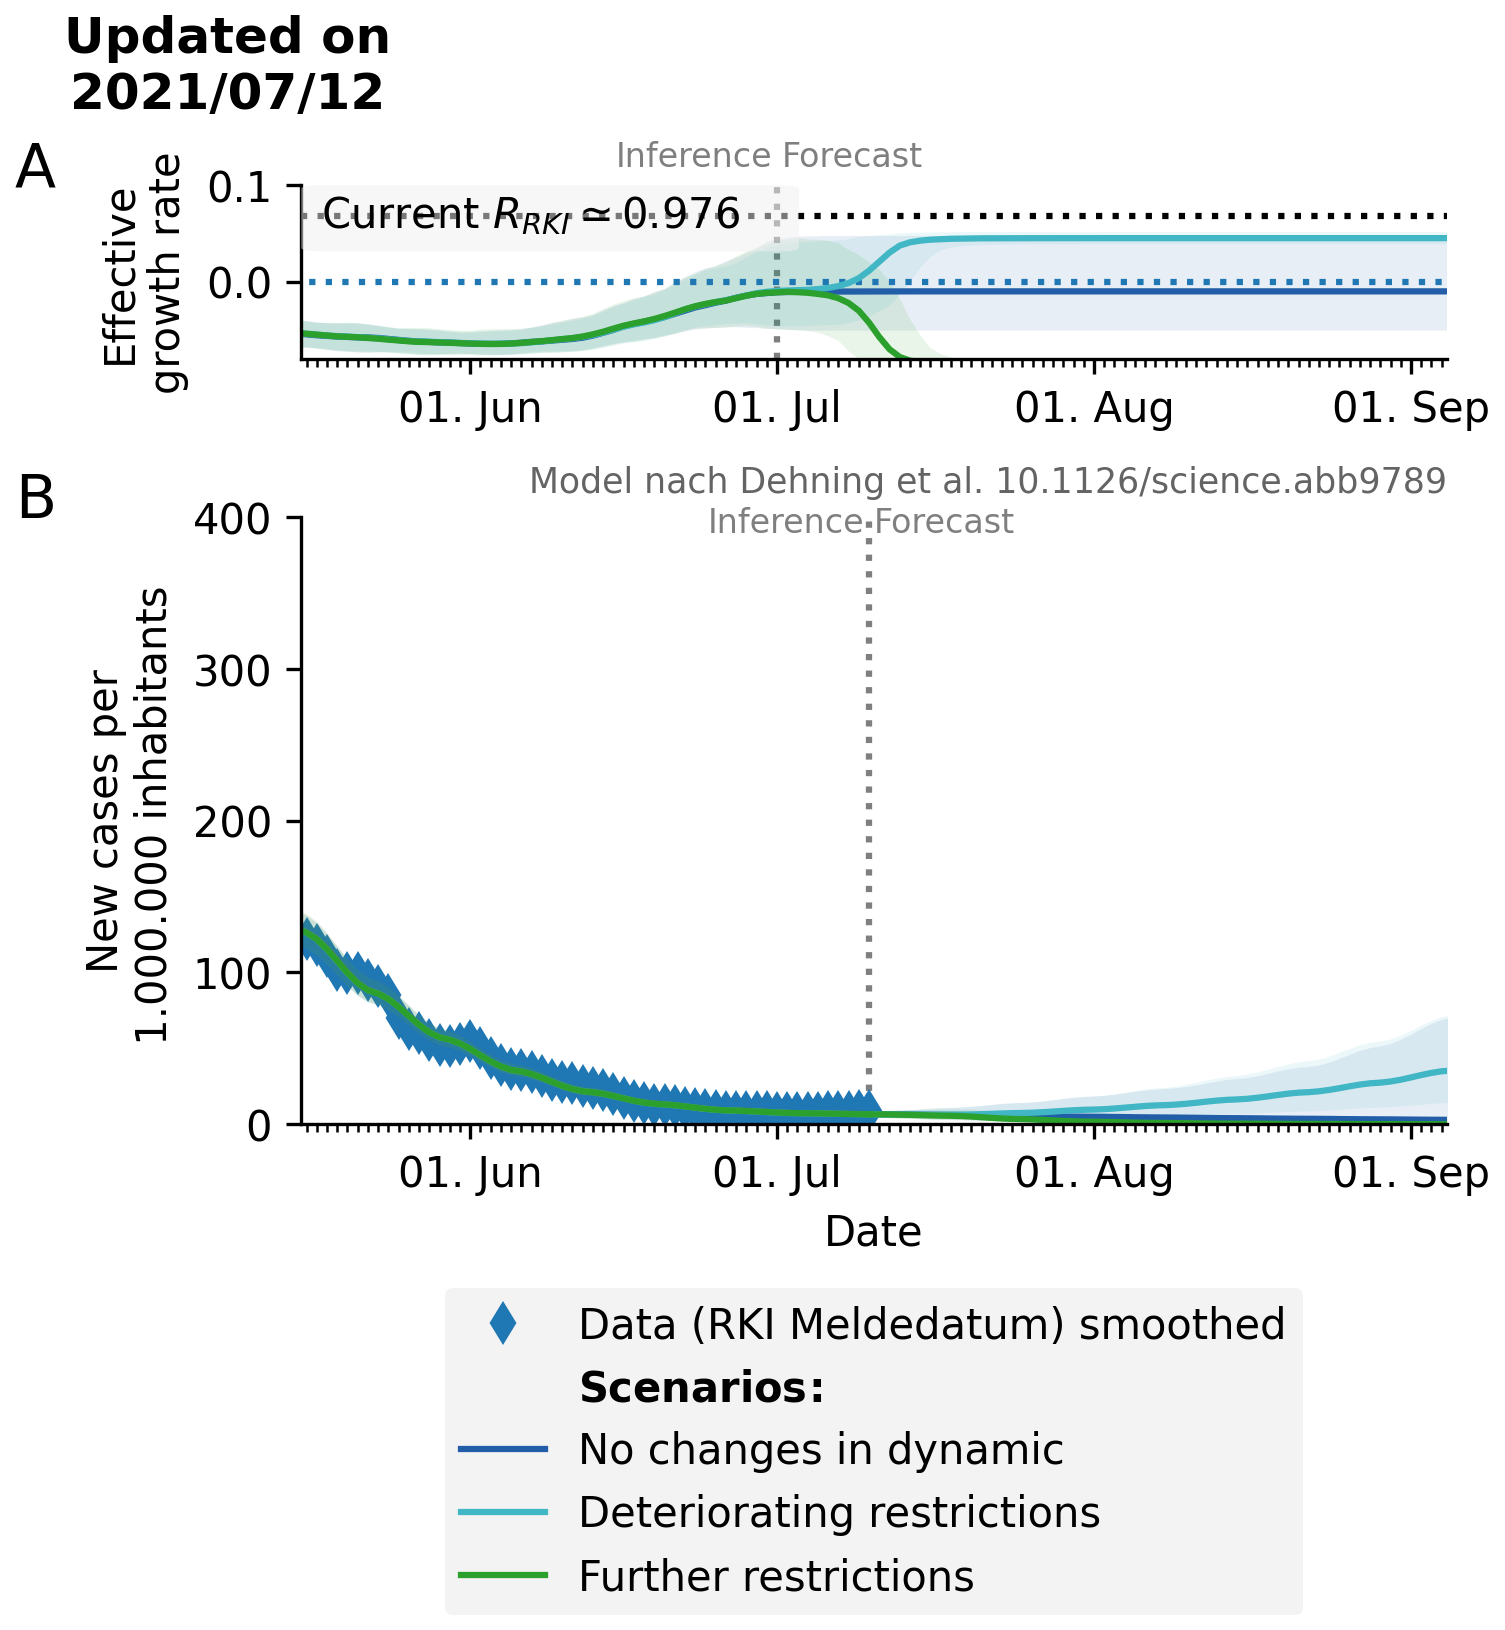 Updated on
2021/07/12
A
Effective
growth rate
0.1
0.0
Inference Forecast
Current R_RKI ≃ 0.976
01. Jun
01. Jul
01. Aug
01. Sep
B
Model nach Dehning et al. 10.1126/science.abb9789
Inference Forecast
New cases per
1.000.000 inhabitants
400
300
200
100
0
01. Jun
01. Jul
01. Aug
01. Sep
Date
Data (RKI Meldedatum) smoothed
Scenarios:
No changes in dynamic
Deteriorating restrictions
Further restrictions